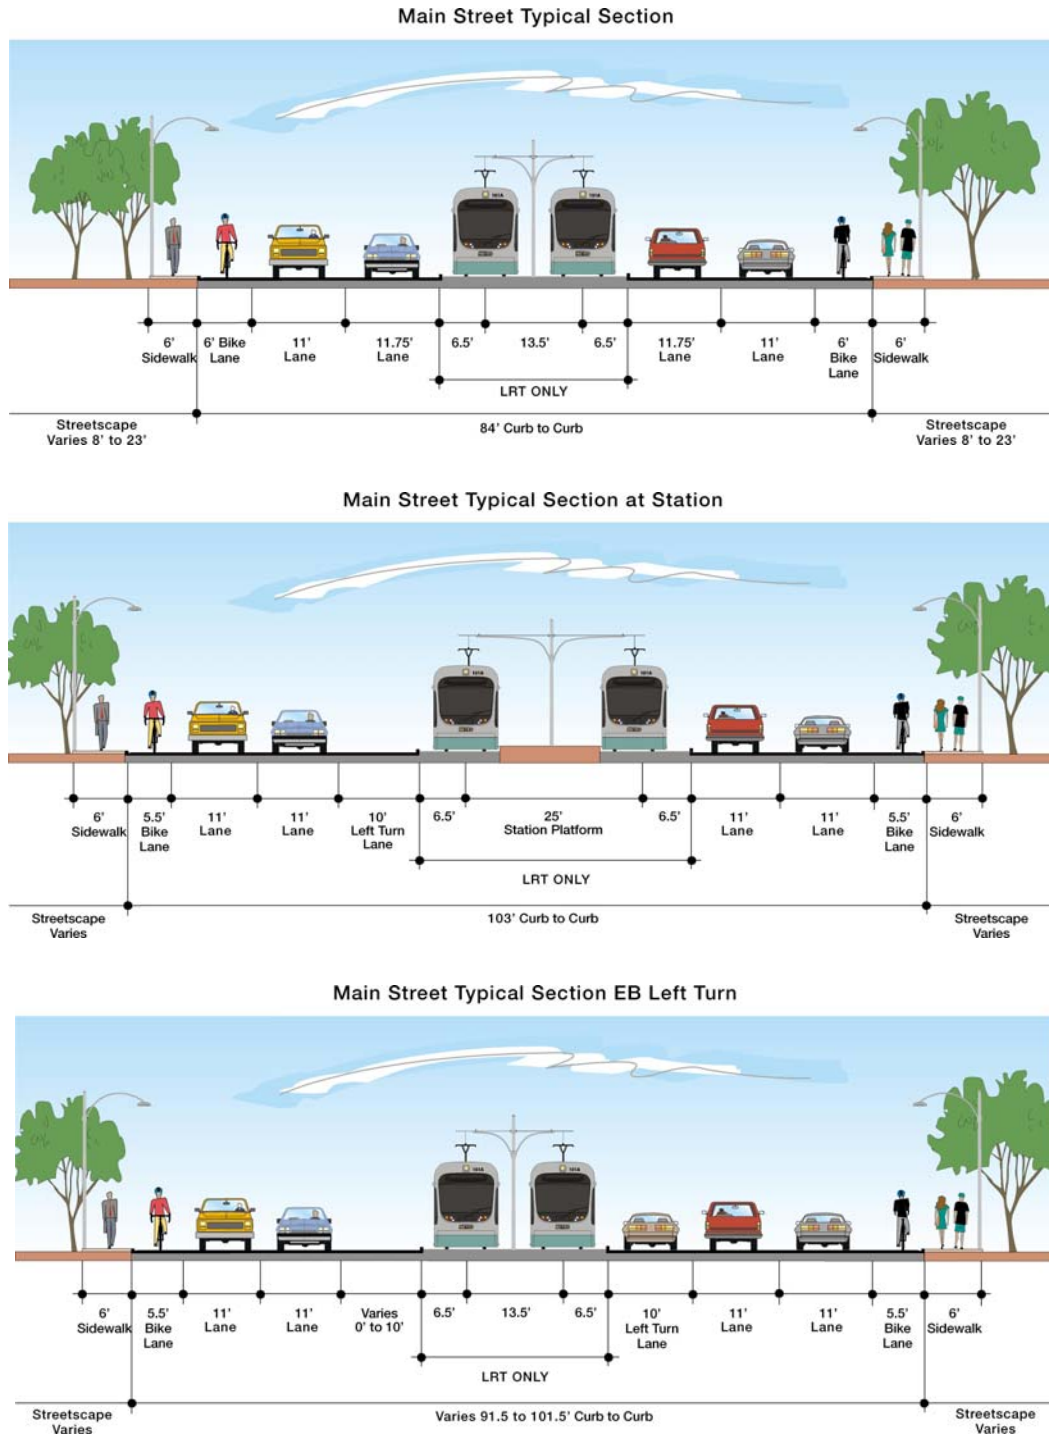 Main Street Typical Section
101A
101A
6'
Sidewalk
6' Bike
Lane
11'
Lane
11.75'
Lane
6.5'
13.5'
6.5'
11.75'
Lane
11'
Lane
6'
Bike
Lane
6'
Sidewalk
LRT ONLY
84' Curb to Curb
Streetscape
Varies 8' to 23'
Streetscape
Varies 8' to 23'
Main Street Typical Section at Station
101A
101A
6'
Sidewalk
5.5'
Bike
Lane
11'
Lane
11'
Lane
10'
Left Turn
Lane
6.5'
25'
Station Platform
6.5'
11'
Lane
11'
Lane
5.5'
Bike
Lane
6'
Sidewalk
LRT ONLY
103' Curb to Curb
Streetscape
Varies
Streetscape
Varies
Main Street Typical Section EB Left Turn
101A
101A
6'
Sidewalk
5.5'
Bike
Lane
11'
Lane
11'
Lane
Varies
0' to 10'
6.5'
13.5'
6.5'
10'
Left Turn
Lane
11'
Lane
11'
Lane
5.5'
Bike
Lane
6'
Sidewalk
LRT ONLY
Varies 91.5 to 101.5' Curb to Curb
Streetscape
Varies
Streetscape
Varies